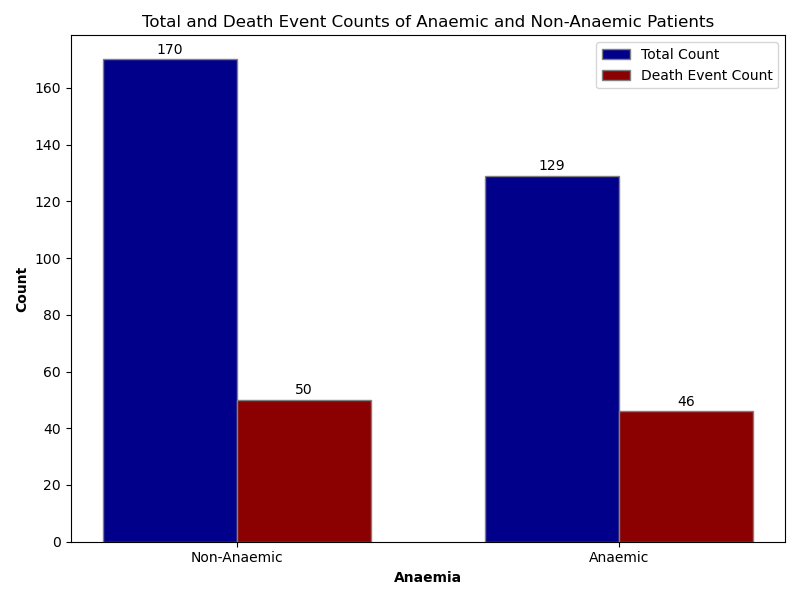 Total and Death Event Counts of Anaemic and Non-Anaemic Patients
Total Count
Death Event Count
170
129
50
46
160
140
120
100
80
60
40
20
0
Count
Non-Anaemic
Anaemic
Anaemia